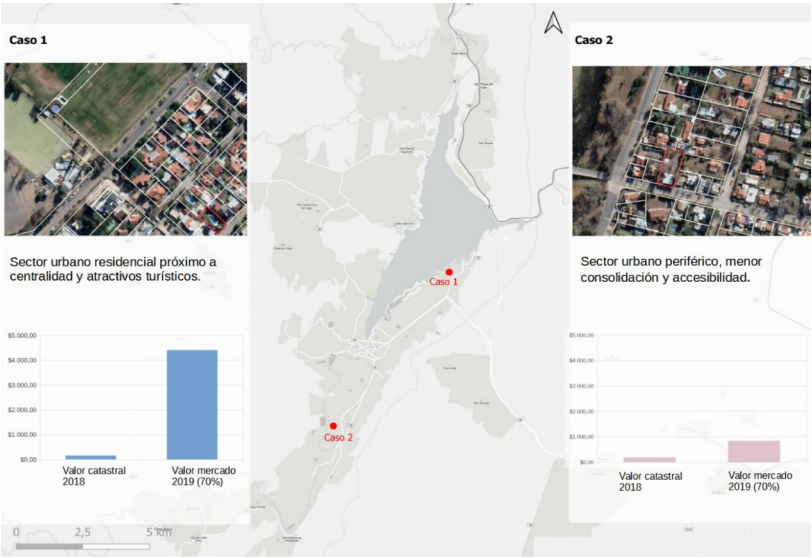 Caso 1
Sector urbano residencial próximo a
centralidad y atractivos turísticos.
$5.000,00
$4.000,00
$3.000,00
$2.000,00
$1.000,00
$0,00
Valor catastral
2018
Valor mercado
2019 (70%)
0
2,5
5 km
Caso 1
Caso 2
Caso 2
Sector urbano periférico, menor
consolidación y accesibilidad.
$5.000,00
$4.000,00
$3.000,00
$2.000,00
$1.000,00
$0,00
Valor catastral
2018
Valor mercado
2019 (70%)